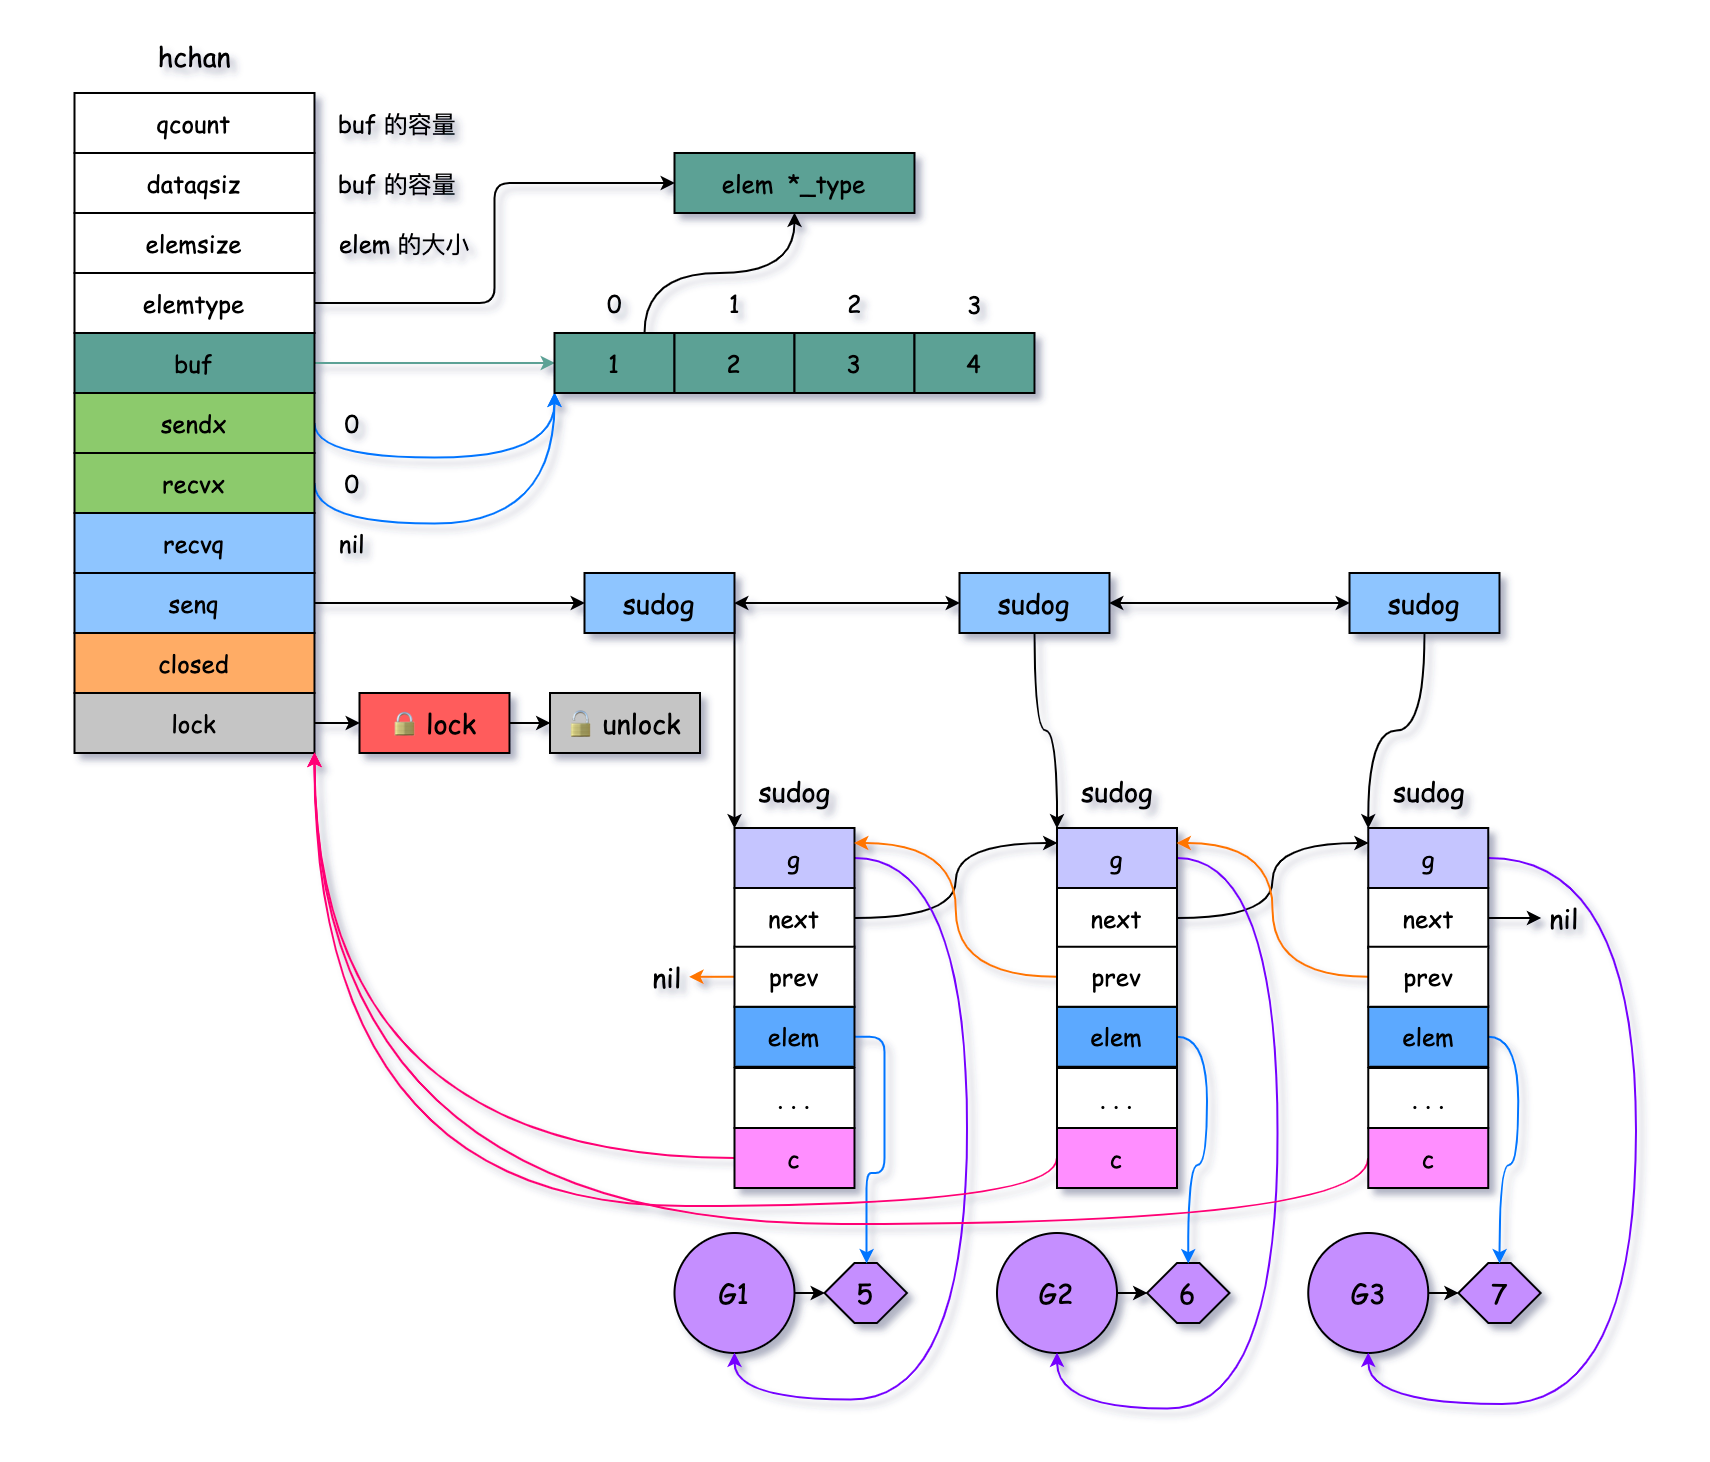 hchan
qcount buf 的容量
dataqsiz buf 的容量
elem *_type
elemsize elem 的大小
elemtype
0 1 2 3
buf
1 2 3 4
sendx 0
recvx 0
recvq nil
senq
sudog sudog sudog
closed
lock
🔒 lock
🔓 unlock
sudog sudog sudog
g g g
next next next nil
nil prev prev prev
elem elem elem
... ... ...
c c c
G1 5 G2 6 G3 7